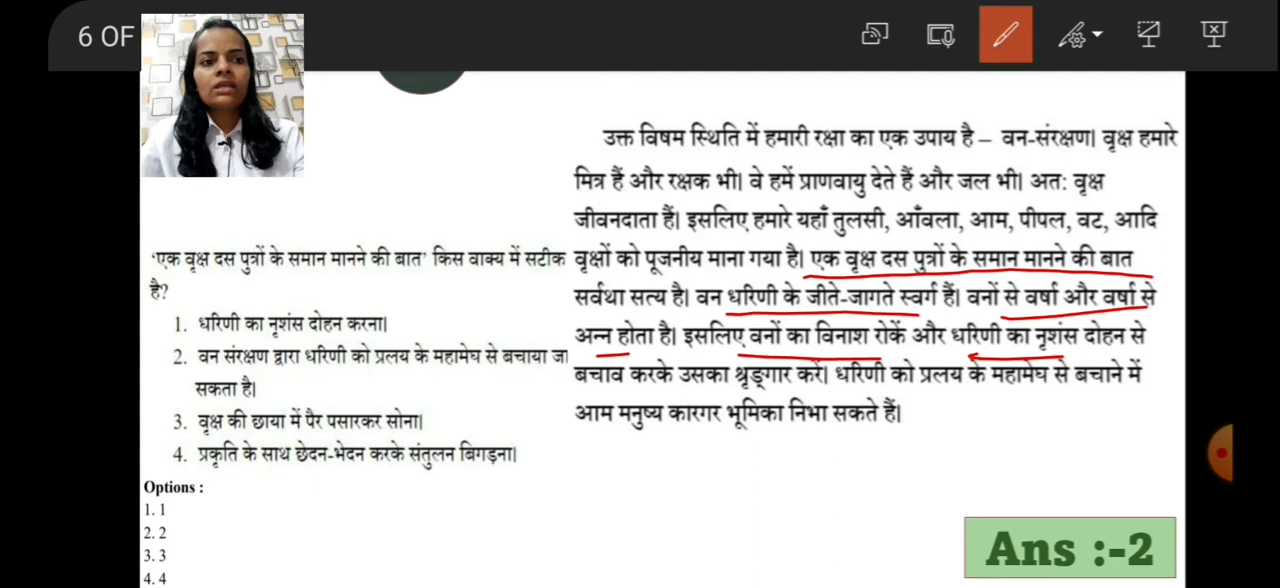 6 OF
उक्त विषम स्थिति में हमारी रक्षा का एक उपाय है – वन-संरक्षण। वृक्ष हमारे
मित्र हैं और रक्षक भी। वे हमें प्राणवायु देते हैं और जल भी। अत: वृक्ष
जीवनदाता हैं। इसलिए हमारे यहाँ तुलसी, आँवला, आम, पीपल, वट, आदि
वृक्षों को पूजनीय माना गया है। एक वृक्ष दस पुत्रों के समान मानने की बात
सर्वथा सत्य है। वन धरिणी के जीते-जागते स्वर्ग हैं। वनों से वर्षा और वर्षा से
अन्न होता है। इसलिए वनों का विनाश रोकें और धरिणी का नृशंस दोहन से
बचाव करके उसका श्रृङ्गार करें। धरिणी को प्रलय के महामेघ से बचाने में
आम मनुष्य कारगर भूमिका निभा सकते हैं।
'एक वृक्ष दस पुत्रों के समान मानने की बात' किस वाक्य में सटीक
है?
1. धरिणी का नृशंस दोहन करना।
2. वन संरक्षण द्वारा धरिणी को प्रलय के महामेघ से बचाया जा
सकता है।
3. वृक्ष की छाया में पैर पसारकर सोना।
4. प्रकृति के साथ छेदन-भेदन करके संतुलन बिगड़ना।
Options :
1. 1
2. 2
3. 3
4. 4
Ans :-2